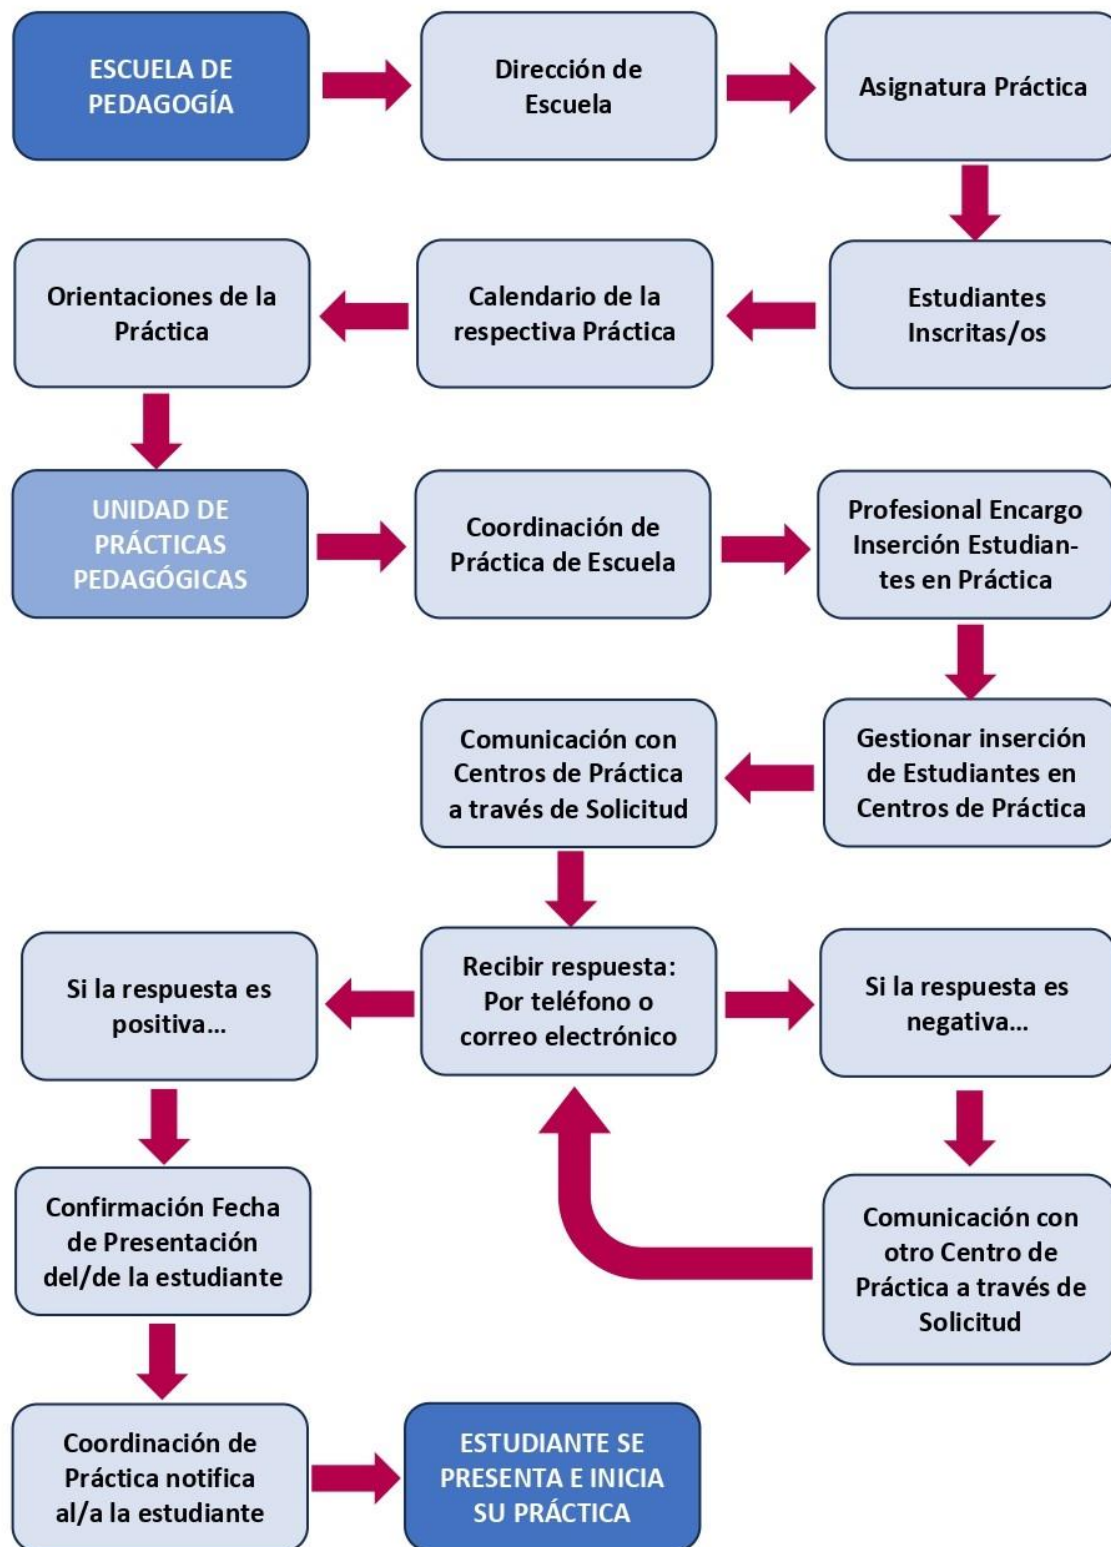 ESCUELA DE
PEDAGOGÍA
Dirección de
Escuela
Asignatura Práctica
Estudiantes
Inscritas/os
Calendario de la
respectiva Práctica
Orientaciones de la
Práctica
UNIDAD DE
PRÁCTICAS
PEDAGÓGICAS
Coordinación de
Práctica de Escuela
Profesional Encargo
Inserción Estudian-
tes en Práctica
Gestionar inserción
de Estudiantes en
Centros de Práctica
Comunicación con
Centros de Práctica
a través de Solicitud
Recibir respuesta:
Por teléfono o
correo electrónico
Si la respuesta es
positiva...
Si la respuesta es
negativa...
Confirmación Fecha
de Presentación
del/de la estudiante
Comunicación con
otro Centro de
Práctica a través de
Solicitud
Coordinación de
Práctica notifica
al/a la estudiante
ESTUDIANTE SE
PRESENTA E INICIA
SU PRÁCTICA